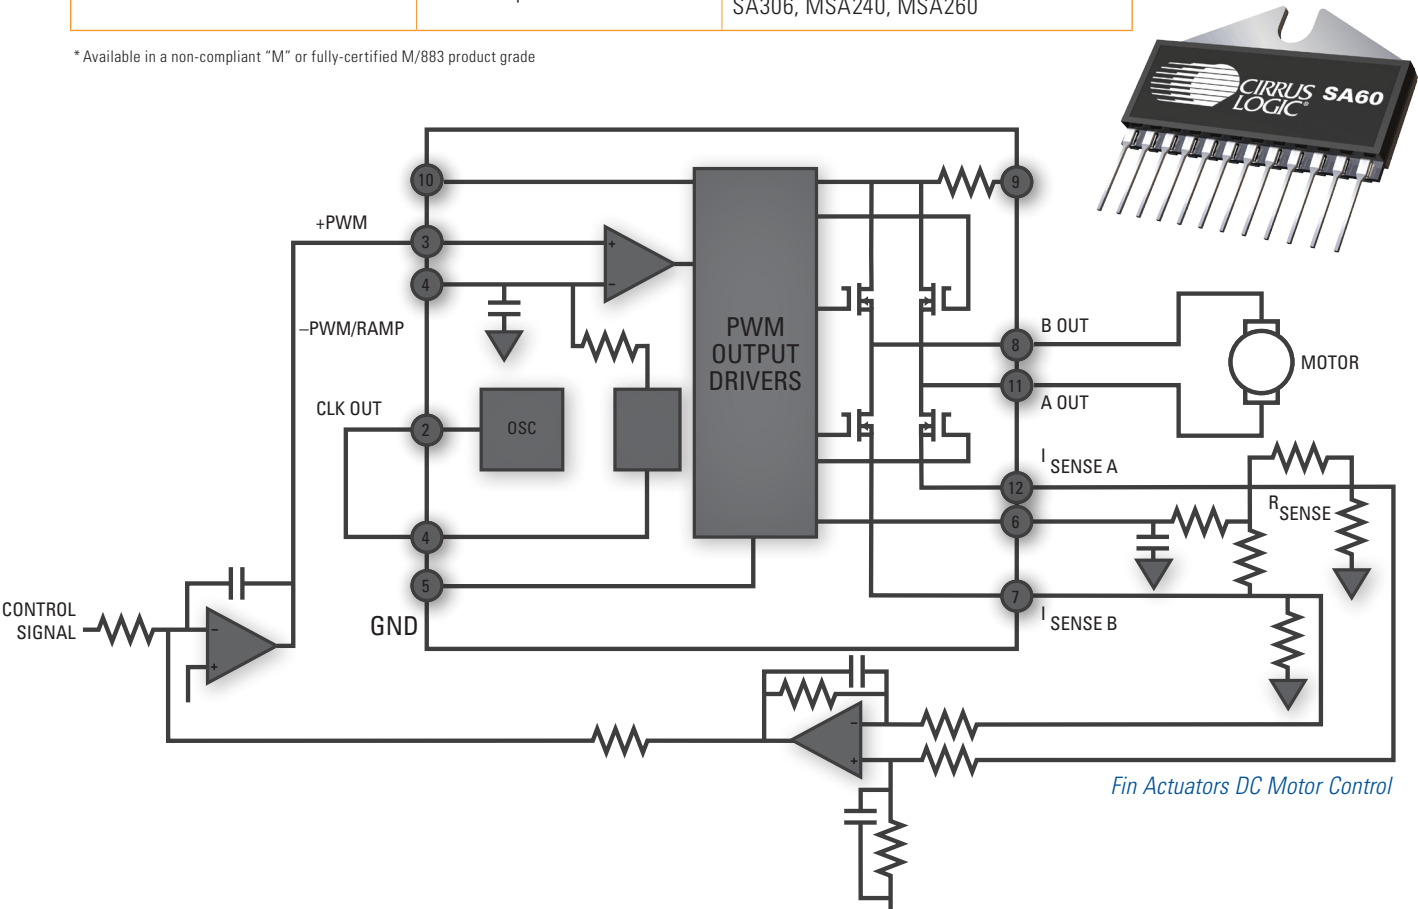 SA306, MSA240, MSA260
* Available in a non-compliant “M” or fully-certified M/883 product grade
CIRRUS LOGIC® SA60
10
+PWM
3
+
4
–
–PWM/RAMP
PWM
OUTPUT
DRIVERS
9
B OUT
8
MOTOR
11
A OUT
CLK OUT
2
OSC
I SENSE A
12
6
R SENSE
4
5
GND
7
I SENSE B
CONTROL
SIGNAL
–
+
–
+
Fin Actuators DC Motor Control